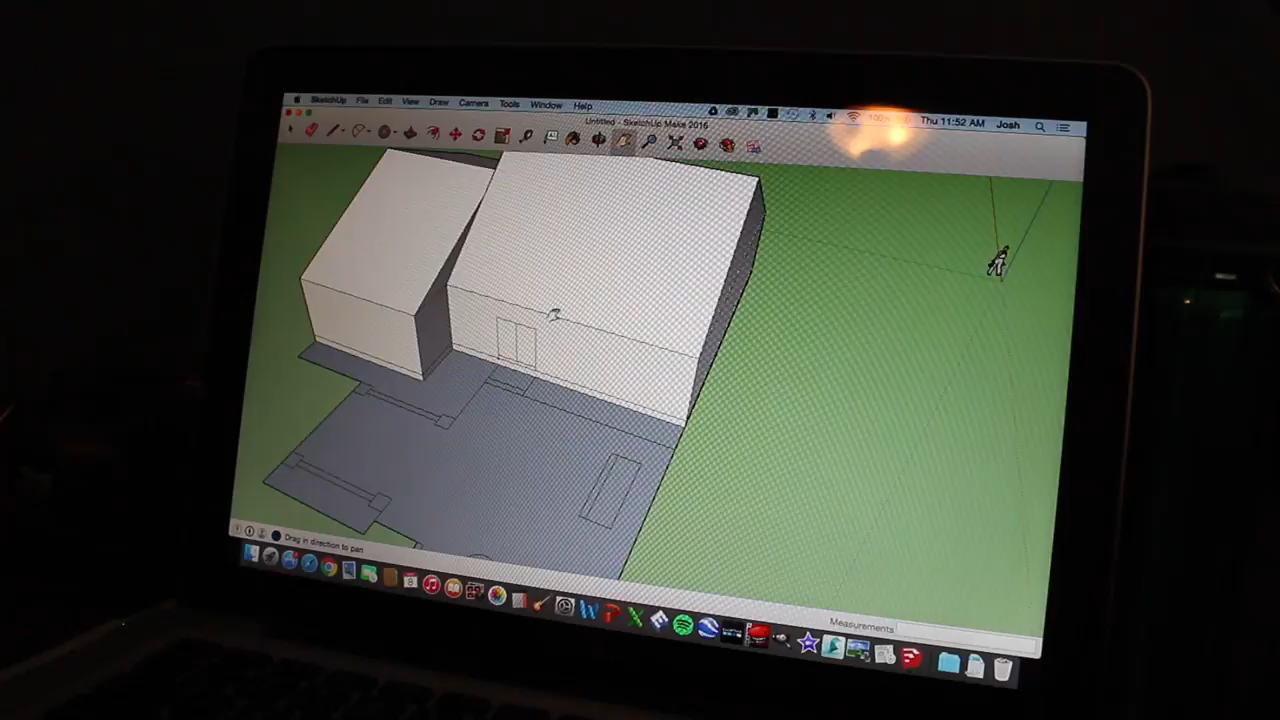 SketchUp File Edit View Draw Camera Tools Window Help 100% Thu 11:52 AM Josh
Untitled - SketchUp Make 2016
Drag in direction to pan
Measurements